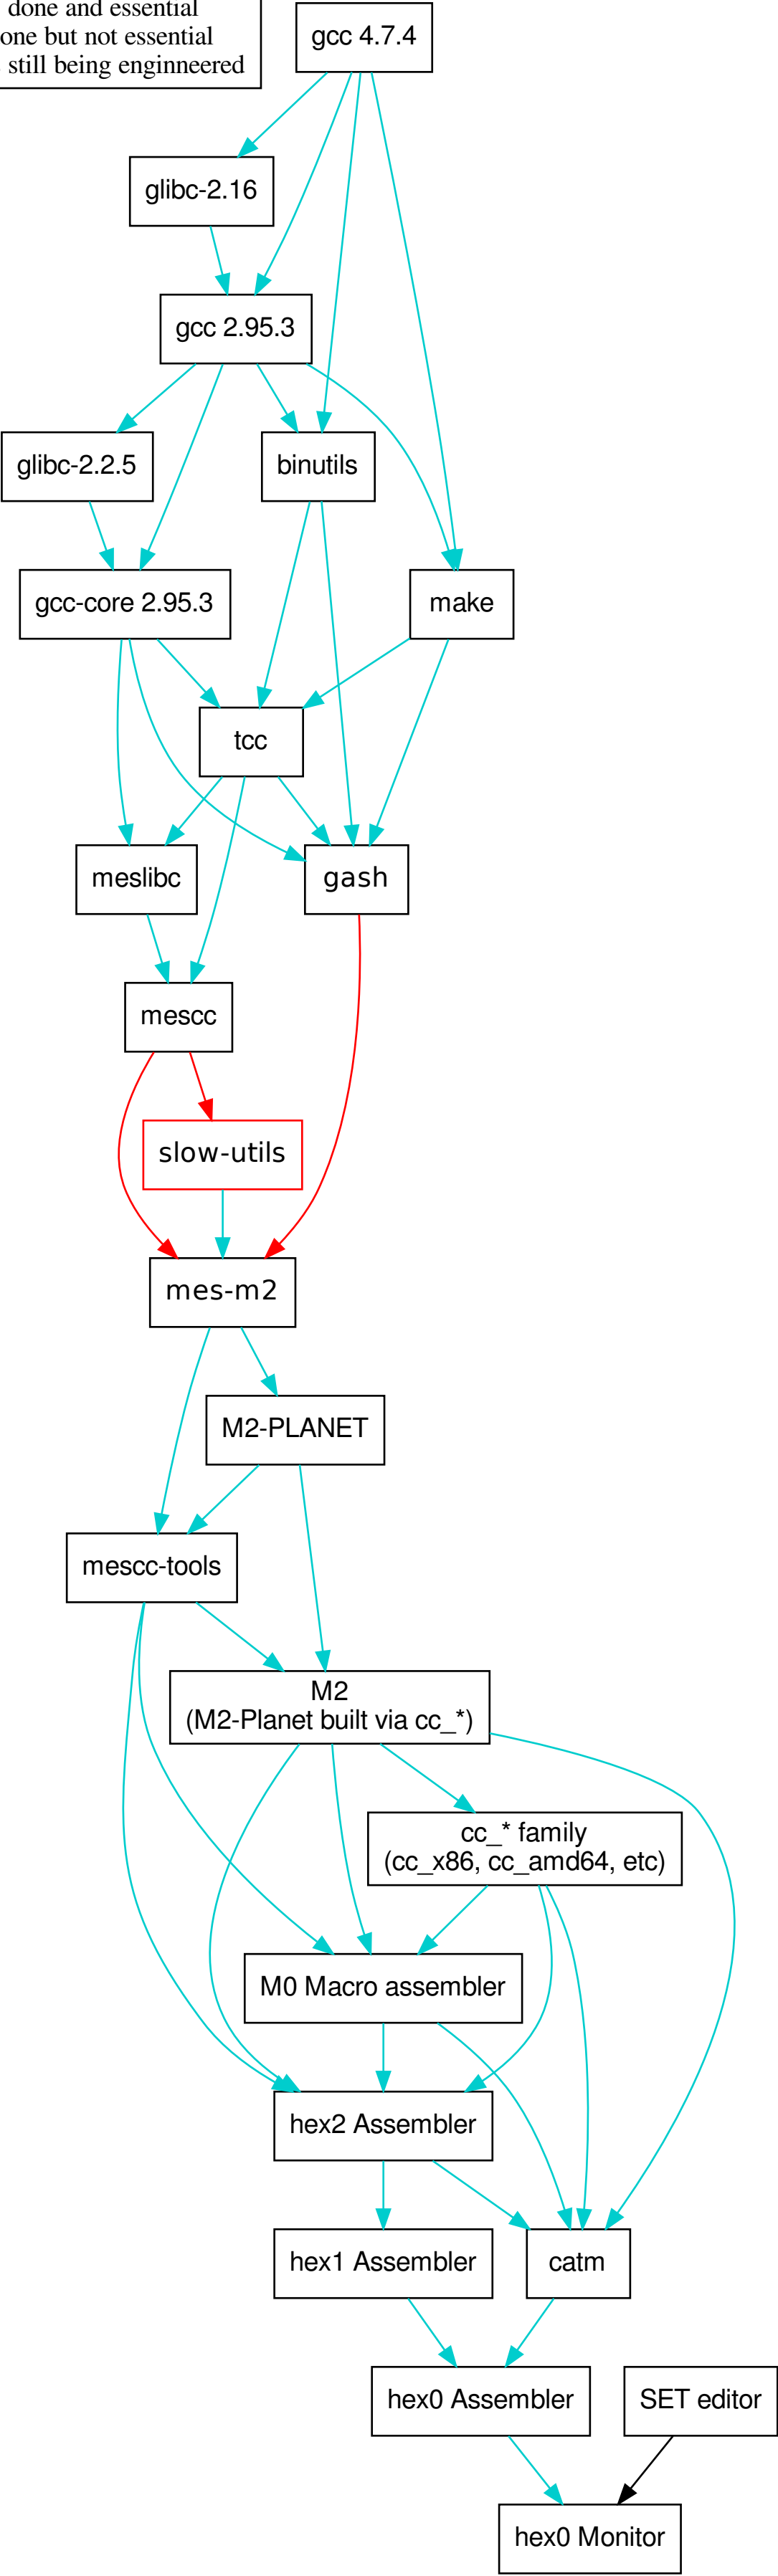 done and essential
one but not essential
still being enginneered
gcc 4.7.4
glibc-2.16
gcc 2.95.3
glibc-2.2.5
binutils
gcc-core 2.95.3
make
tcc
meslibc
gash
mescc
slow-utils
mes-m2
M2-PLANET
mescc-tools
M2
(M2-Planet built via cc_*)
cc_* family
(cc_x86, cc_amd64, etc)
M0 Macro assembler
hex2 Assembler
hex1 Assembler
catm
hex0 Assembler
SET editor
hex0 Monitor